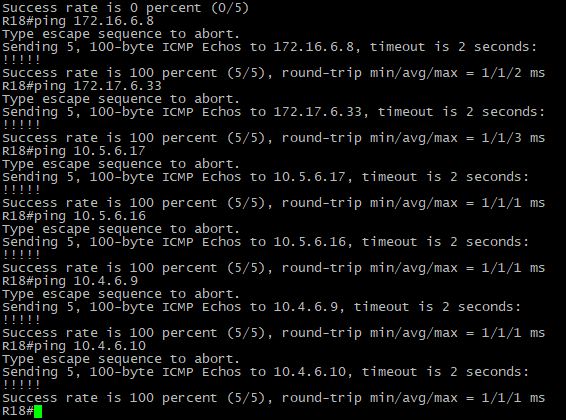 Success rate is 0 percent (0/5)
R18#ping 172.16.6.8
Type escape sequence to abort.
Sending 5, 100-byte ICMP Echos to 172.16.6.8, timeout is 2 seconds:
!!!!!
Success rate is 100 percent (5/5), round-trip min/avg/max = 1/1/2 ms
R18#ping 172.17.6.33
Type escape sequence to abort.
Sending 5, 100-byte ICMP Echos to 172.17.6.33, timeout is 2 seconds:
!!!!!
Success rate is 100 percent (5/5), round-trip min/avg/max = 1/1/3 ms
R18#ping 10.5.6.17
Type escape sequence to abort.
Sending 5, 100-byte ICMP Echos to 10.5.6.17, timeout is 2 seconds:
!!!!!
Success rate is 100 percent (5/5), round-trip min/avg/max = 1/1/1 ms
R18#ping 10.5.6.16
Type escape sequence to abort.
Sending 5, 100-byte ICMP Echos to 10.5.6.16, timeout is 2 seconds:
!!!!!
Success rate is 100 percent (5/5), round-trip min/avg/max = 1/1/1 ms
R18#ping 10.4.6.9
Type escape sequence to abort.
Sending 5, 100-byte ICMP Echos to 10.4.6.9, timeout is 2 seconds:
!!!!!
Success rate is 100 percent (5/5), round-trip min/avg/max = 1/1/1 ms
R18#ping 10.4.6.10
Type escape sequence to abort.
Sending 5, 100-byte ICMP Echos to 10.4.6.10, timeout is 2 seconds:
!!!!!
Success rate is 100 percent (5/5), round-trip min/avg/max = 1/1/1 ms
R18#